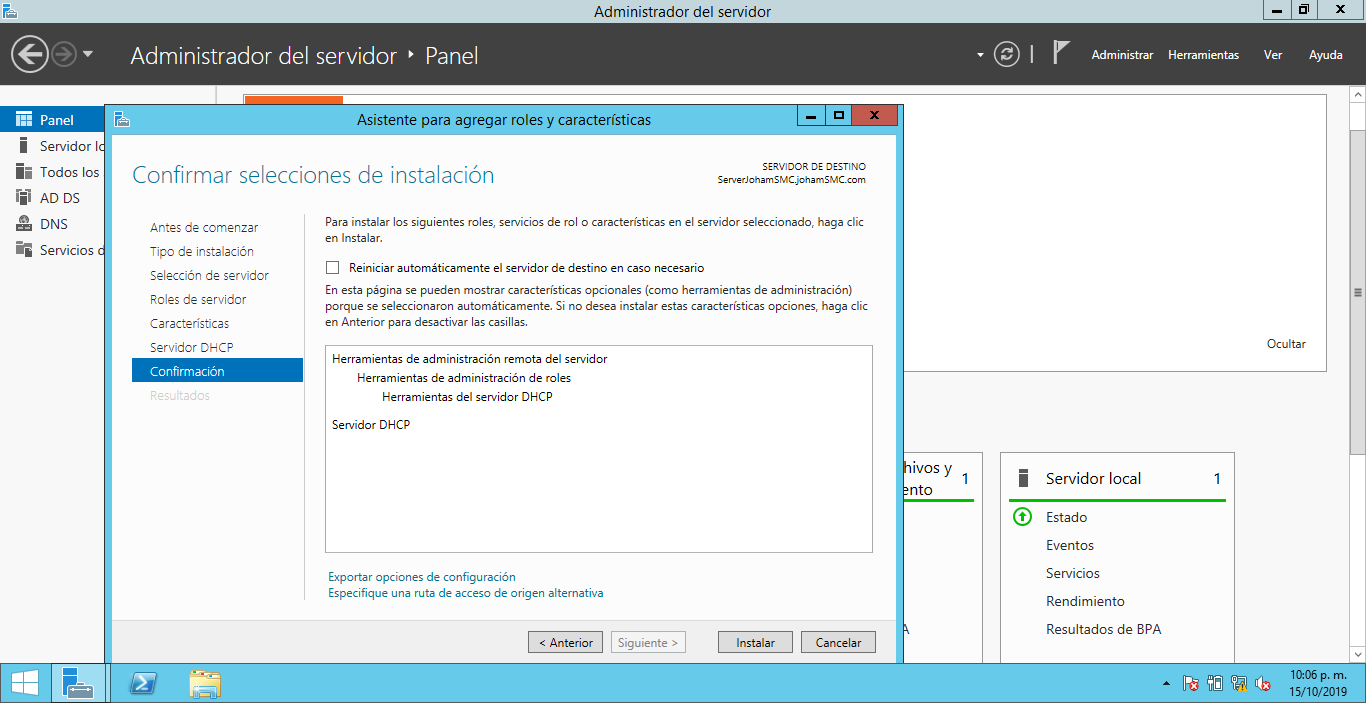 Administrador del servidor
Administrador del servidor ‣ Panel
Administrar Herramientas Ver Ayuda
Panel
Servidor lo
Todos los
AD DS
DNS
Servicios d
Asistente para agregar roles y características
Confirmar selecciones de instalación
SERVIDOR DE DESTINO
ServerJohamSMC.johamSMC.com
Antes de comenzar
Tipo de instalación
Selección de servidor
Roles de servidor
Características
Servidor DHCP
Confirmación
Resultados
Para instalar los siguientes roles, servicios de rol o características en el servidor seleccionado, haga clic
en Instalar.
Reiniciar automáticamente el servidor de destino en caso necesario
En esta página se pueden mostrar características opcionales (como herramientas de administración)
porque se seleccionaron automáticamente. Si no desea instalar estas características opciones, haga clic
en Anterior para desactivar las casillas.
Herramientas de administración remota del servidor
Herramientas de administración de roles
Herramientas del servidor DHCP
Servidor DHCP
Exportar opciones de configuración
Especifique una ruta de acceso de origen alternativa
< Anterior Siguiente > Instalar Cancelar
Ocultar
hivos y 1
ento
A
Servidor local 1
Estado
Eventos
Servicios
Rendimiento
Resultados de BPA
10:06 p. m.
15/10/2019